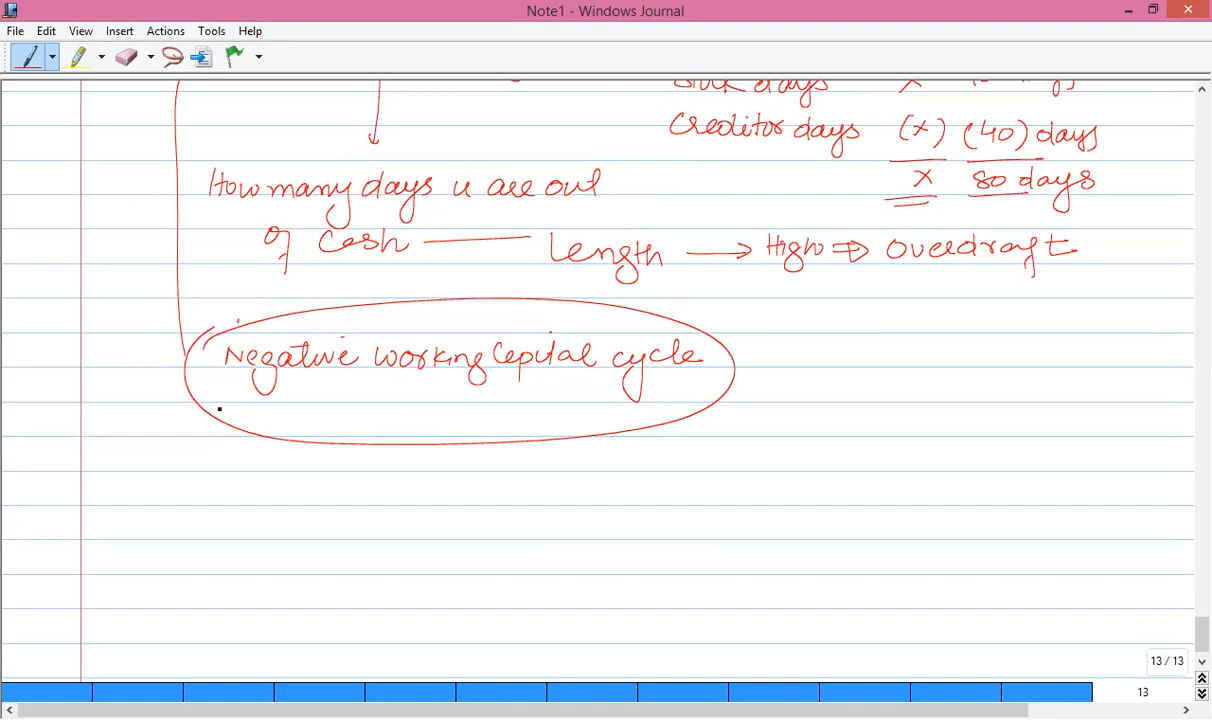 Note1 - Windows Journal
File Edit View Insert Actions Tools Help
days x
Creditor days (x) (40) days
How many days u are out x 80 days
of cash — Length → High ⇒ Overdraft
Negative working capital cycle
13 / 13
13